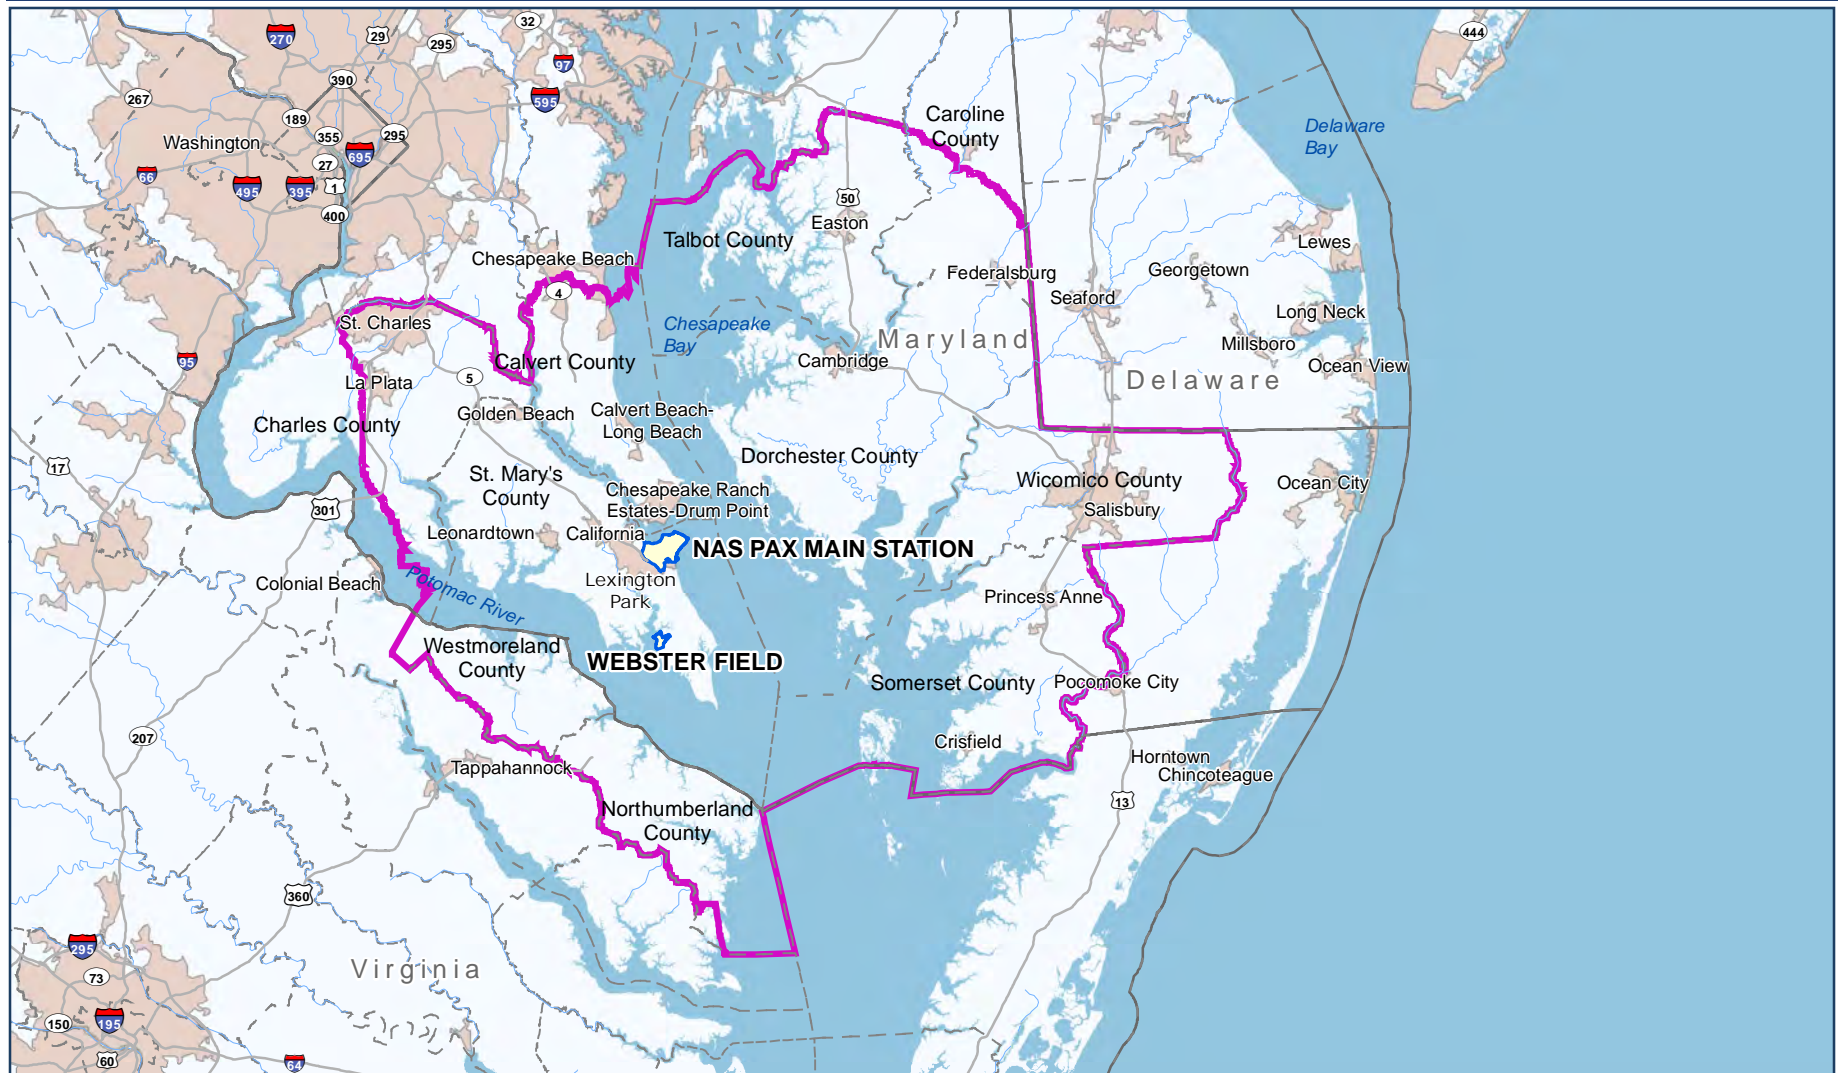 32
444
270
29
295
97
390
595
267
189
Caroline
County
Delaware
Bay
Washington
355
295
695
27
66
495
395
1
50
400
Easton
Talbot County
Lewes
Chesapeake Beach
Federalsburg
Georgetown
4
Seaford
Long Neck
St. Charles
Chesapeake
Bay
Maryland
Millsboro
95
Calvert County
Cambridge
Ocean View
5
La Plata
Delaware
Golden Beach
Calvert Beach-
Long Beach
Charles County
Dorchester County
17
St. Mary's
County
Wicomico County
Ocean City
Chesapeake Ranch
Estates-Drum Point
301
Salisbury
Leonardtown
California
NAS PAX MAIN STATION
Lexington
Park
Colonial Beach
Potomac River
Princess Anne
Westmoreland
County
WEBSTER FIELD
Somerset County
Pocomoke City
207
Crisfield
Horntown
Tappahannock
Chincoteague
13
Northumberland
County
360
295
Virginia
73
195
150
60
64